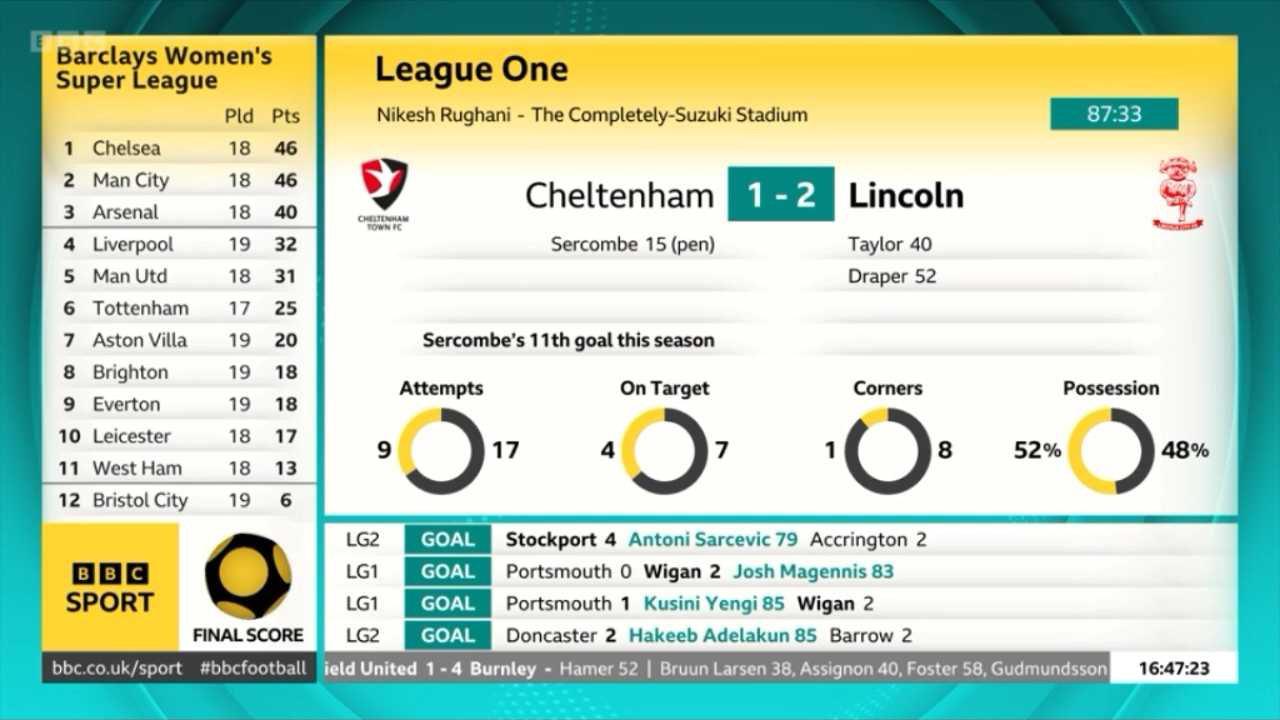 BBC
Barclays Women's
Super League
Pld Pts
1 Chelsea 18 46
2 Man City 18 46
3 Arsenal 18 40
4 Liverpool 19 32
5 Man Utd 18 31
6 Tottenham 17 25
7 Aston Villa 19 20
8 Brighton 19 18
9 Everton 19 18
10 Leicester 18 17
11 West Ham 18 13
12 Bristol City 19 6
BBC
SPORT
FINAL SCORE
bbc.co.uk/sport #bbcfootball
League One
Nikesh Rughani - The Completely-Suzuki Stadium
87:33
CHELTENHAM
TOWN FC
Cheltenham 1 - 2 Lincoln
LINCOLN CITY FC
Sercombe 15 (pen) Taylor 40
Draper 52
Sercombe's 11th goal this season
Attempts On Target Corners Possession
9 17 4 7 1 8 52% 48%
LG2 GOAL Stockport 4 Antoni Sarcevic 79 Accrington 2
LG1 GOAL Portsmouth 0 Wigan 2 Josh Magennis 83
LG1 GOAL Portsmouth 1 Kusini Yengi 85 Wigan 2
LG2 GOAL Doncaster 2 Hakeeb Adelakun 85 Barrow 2
ield United 1 - 4 Burnley - Hamer 52 | Bruun Larsen 38, Assignon 40, Foster 58, Gudmundsson
16:47:23